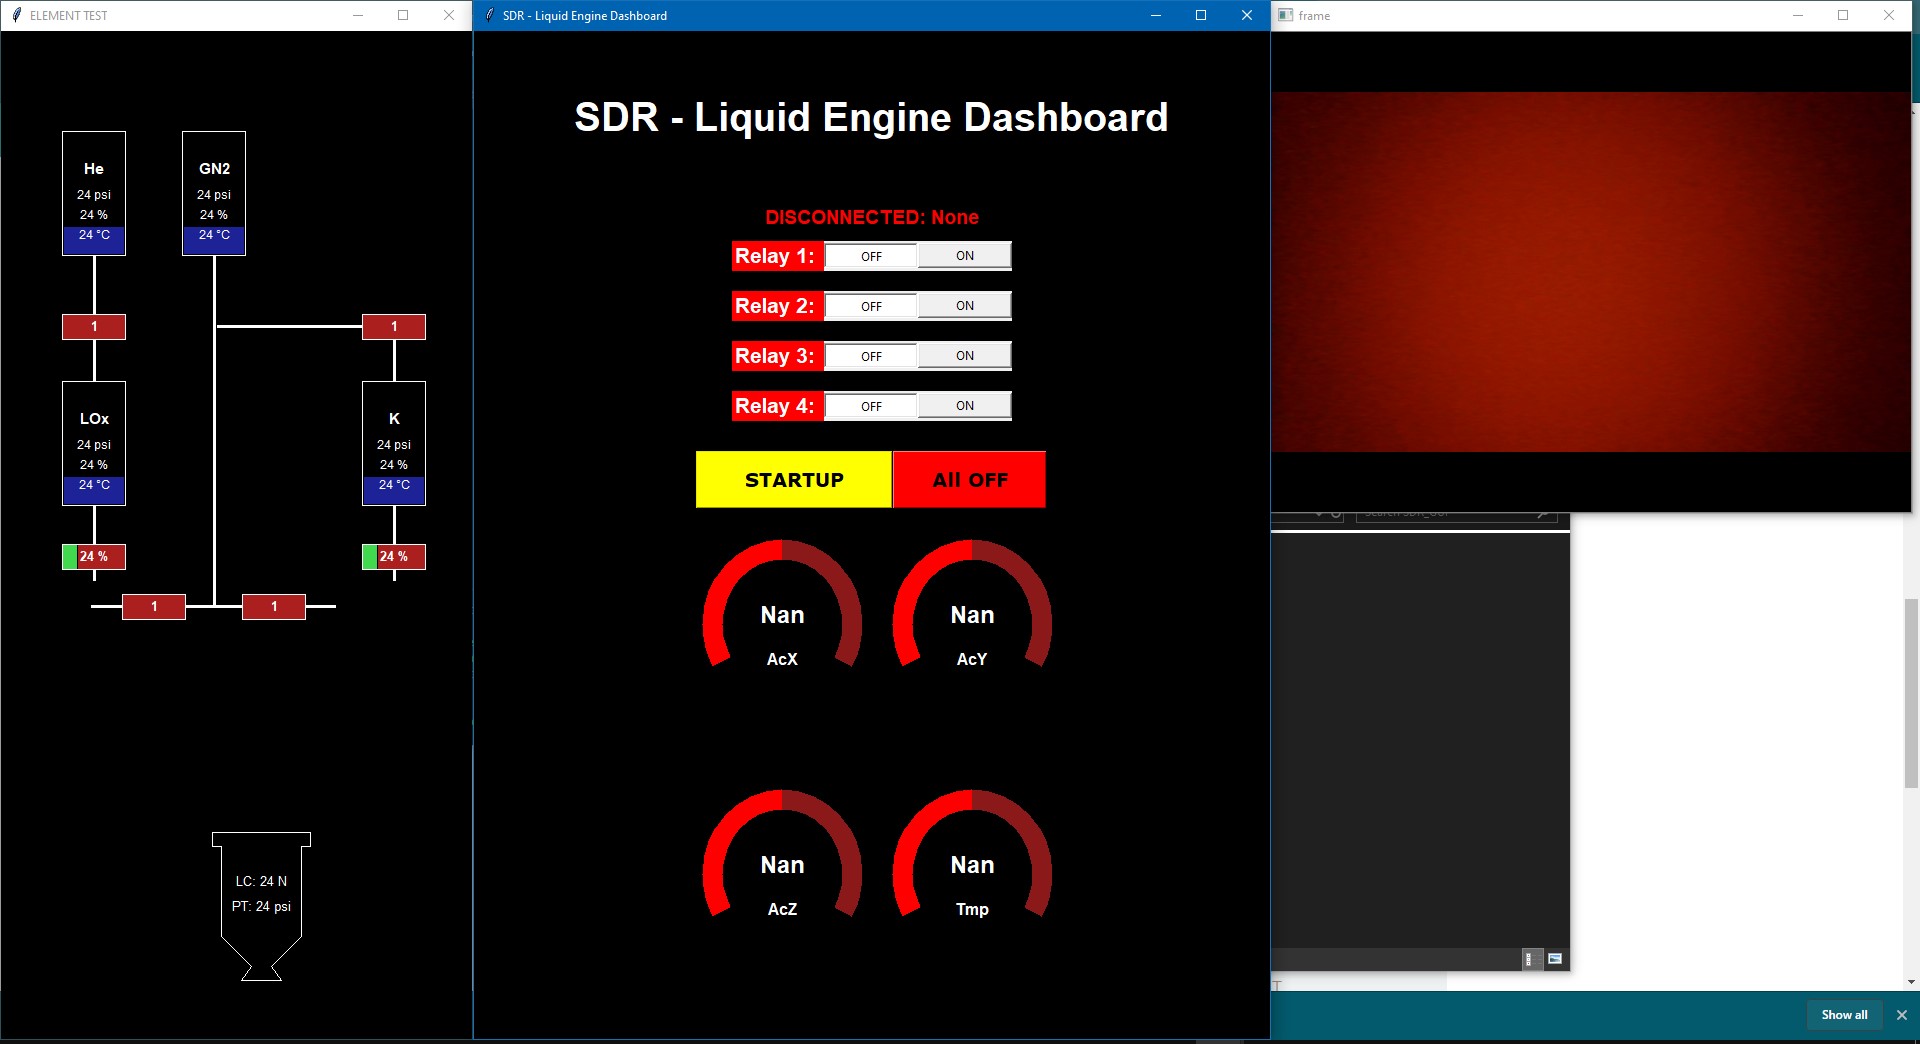 ELEMENT TEST
He
24 psi
24 %
24 °C
GN2
24 psi
24 %
24 °C
1
1
LOx
24 psi
24 %
24 °C
K
24 psi
24 %
24 °C
24 %
24 %
1
1
LC: 24 N
PT: 24 psi
SDR - Liquid Engine Dashboard
SDR - Liquid Engine Dashboard
DISCONNECTED: None
Relay 1: OFF ON
Relay 2: OFF ON
Relay 3: OFF ON
Relay 4: OFF ON
STARTUP All OFF
Nan
AcX
Nan
AcY
Nan
AcZ
Nan
Tmp
frame
T
Show all